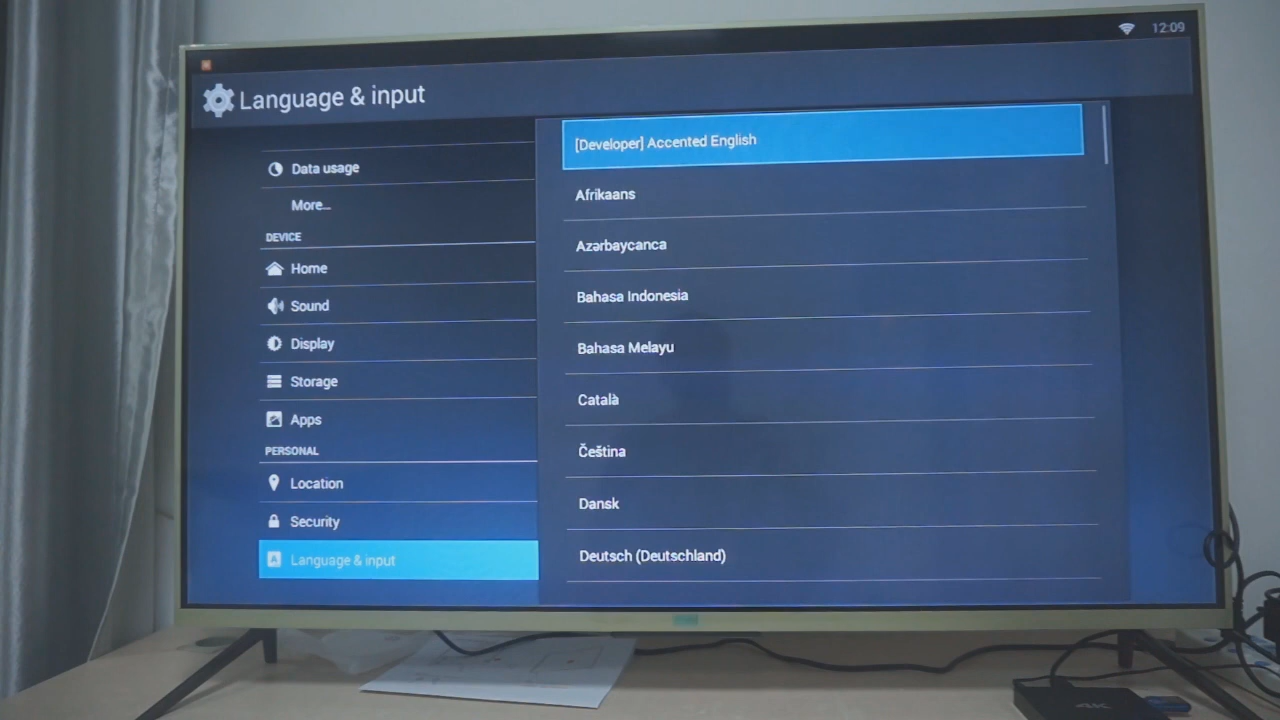 12:09
Language & input
Data usage
More...
DEVICE
Home
Sound
Display
Storage
Apps
PERSONAL
Location
Security
A Language & input
[Developer] Accented English
Afrikaans
Azərbaycanca
Bahasa Indonesia
Bahasa Melayu
Català
Čeština
Dansk
Deutsch (Deutschland)
4K